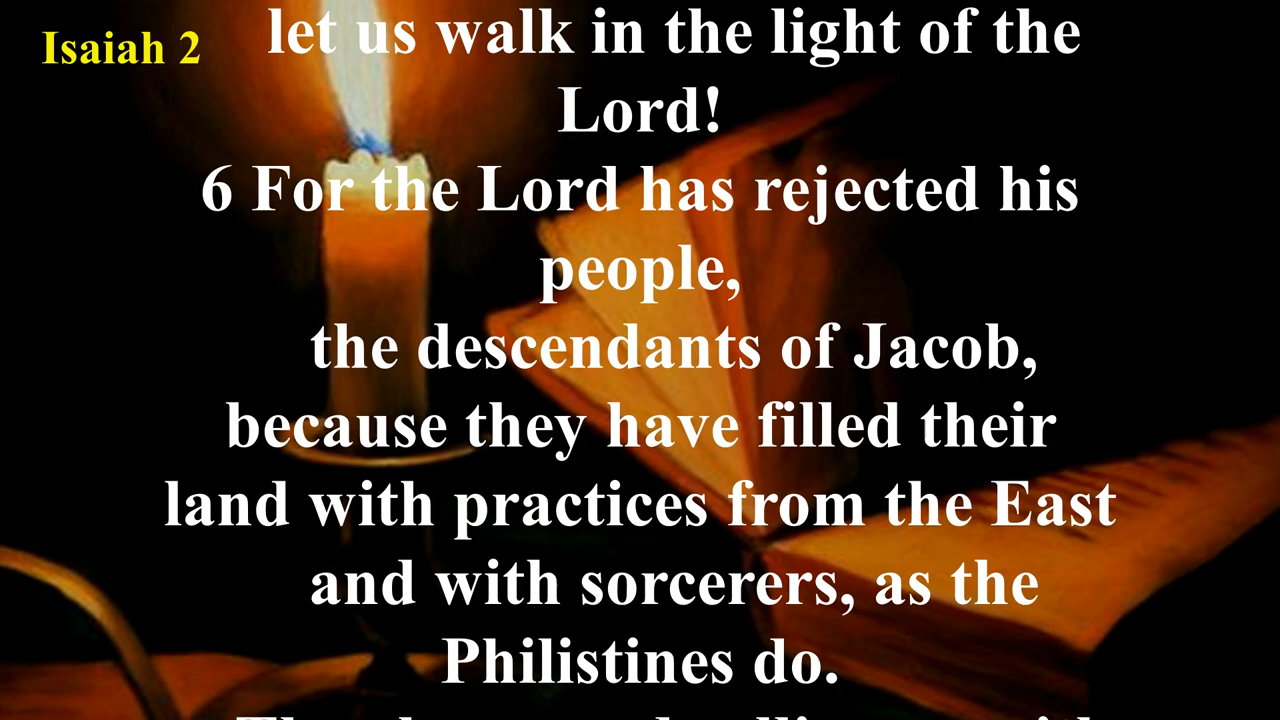 Isaiah 2
let us walk in the light of the
Lord!
6 For the Lord has rejected his
people,
the descendants of Jacob,
because they have filled their
land with practices from the East
and with sorcerers, as the
Philistines do.